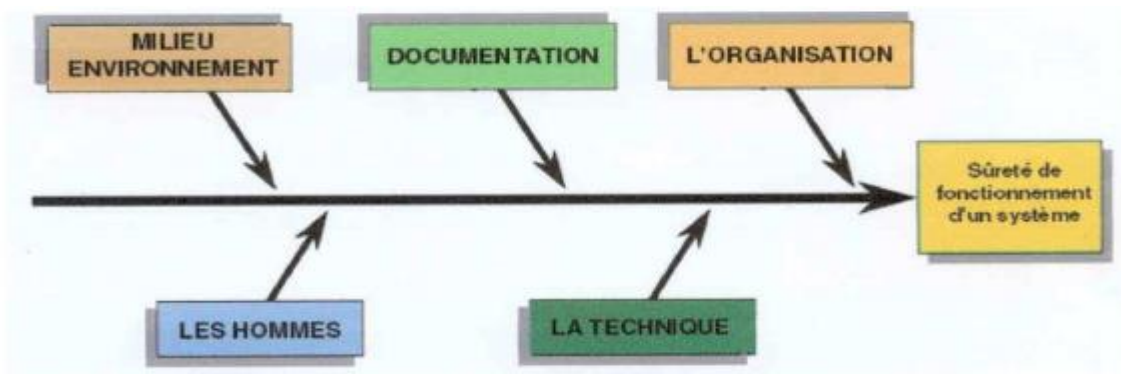 MILIEU
ENVIRONNEMENT
DOCUMENTATION
L'ORGANISATION
Sûreté de
fonctionnement
d'un système
LES HOMMES
LA TECHNIQUE